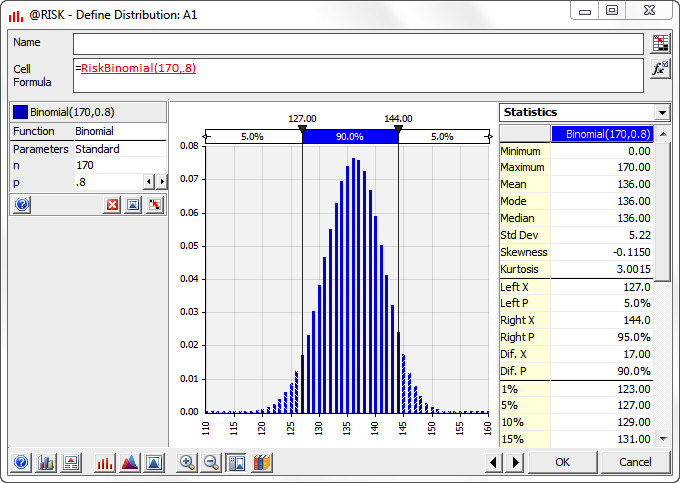 @RISK - Define Distribution: A1
Name
Cell Formula
=RiskBinomial(170,.8)
Binomial(170,0.8)
Function Binomial
Parameters Standard
n 170
p .8
127.00 144.00
5.0% 90.0% 5.0%
0.08
0.07
0.06
0.05
0.04
0.03
0.02
0.01
0.00
110 115 120 125 130 135 140 145 150 155 160
Statistics
Binomial(170,0.8)
Minimum 0.00
Maximum 170.00
Mean 136.00
Mode 136.00
Median 136.00
Std Dev 5.22
Skewness -0.1150
Kurtosis 3.0015
Left X 127.0
Left P 5.0%
Right X 144.0
Right P 95.0%
Dif. X 17.00
Dif. P 90.0%
1% 123.00
5% 127.00
10% 129.00
15% 131.00
OK Cancel